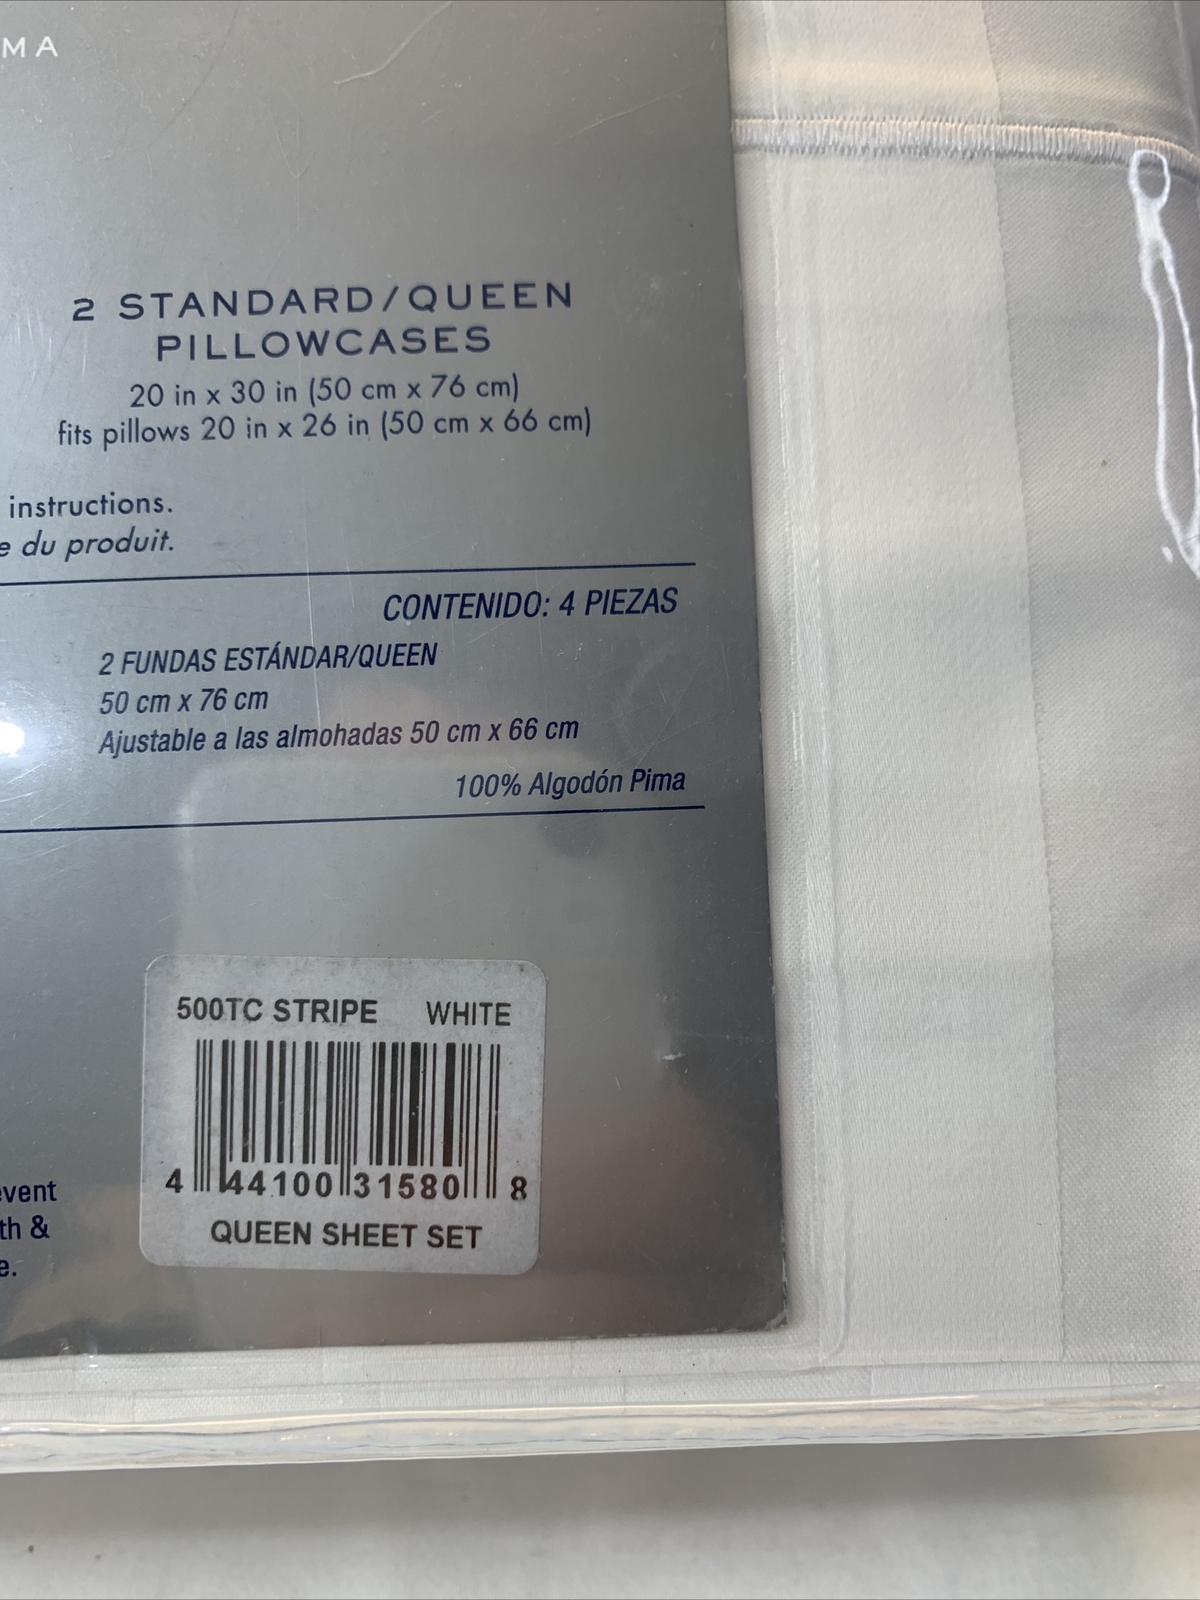 MA
2 STANDARD/QUEEN
PILLOWCASES
20 in x 30 in (50 cm x 76 cm)
fits pillows 20 in x 26 in (50 cm x 66 cm)
instructions.
e du produit.
CONTENIDO: 4 PIEZAS
2 FUNDAS ESTÁNDAR/QUEEN
50 cm x 76 cm
Ajustable a las almohadas 50 cm x 66 cm
100% Algodón Pima
500TC STRIPE WHITE
4 44100 31580 8
QUEEN SHEET SET
vent
th &
e.